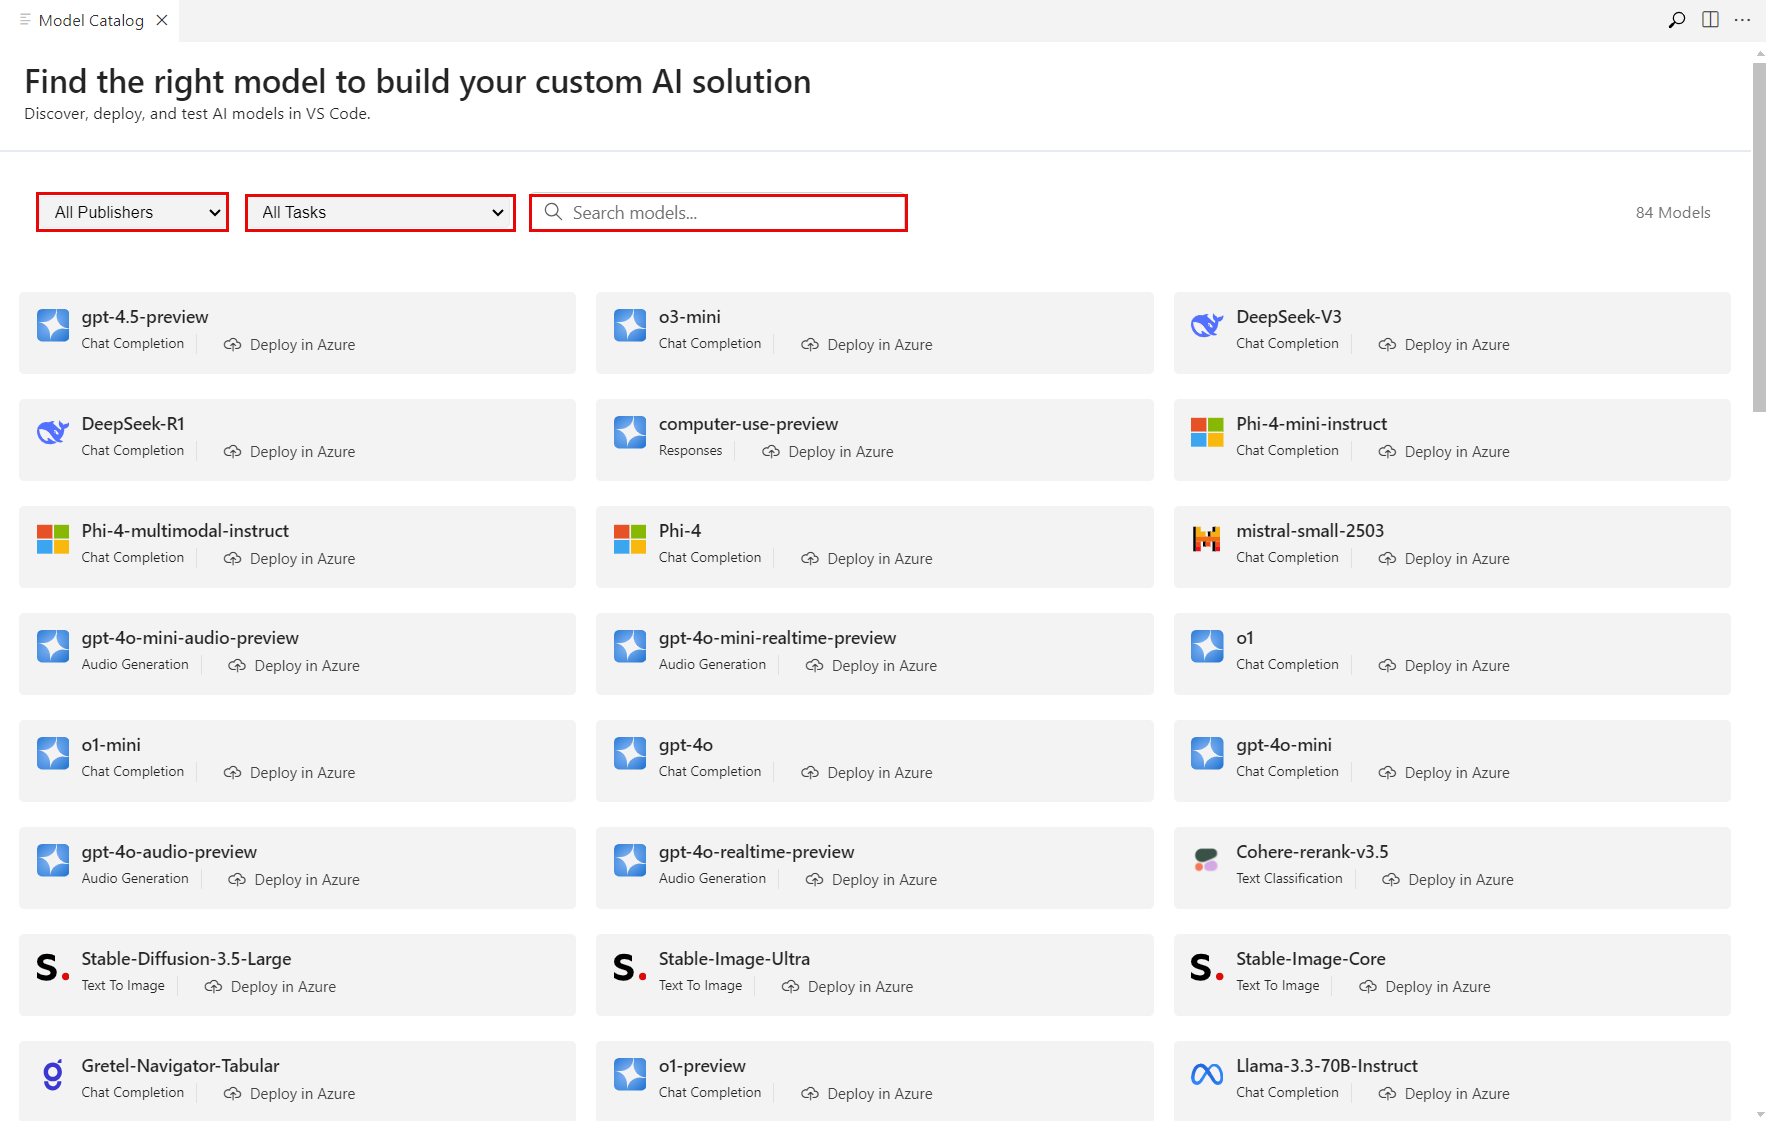 Model Catalog
Find the right model to build your custom AI solution
Discover, deploy, and test AI models in VS Code.
All Publishers All Tasks Search models... 84 Models
gpt-4.5-preview
Chat Completion Deploy in Azure
o3-mini
Chat Completion Deploy in Azure
DeepSeek-V3
Chat Completion Deploy in Azure
DeepSeek-R1
Chat Completion Deploy in Azure
computer-use-preview
Responses Deploy in Azure
Phi-4-mini-instruct
Chat Completion Deploy in Azure
Phi-4-multimodal-instruct
Chat Completion Deploy in Azure
Phi-4
Chat Completion Deploy in Azure
mistral-small-2503
Chat Completion Deploy in Azure
gpt-4o-mini-audio-preview
Audio Generation Deploy in Azure
gpt-4o-mini-realtime-preview
Audio Generation Deploy in Azure
o1
Chat Completion Deploy in Azure
o1-mini
Chat Completion Deploy in Azure
gpt-4o
Chat Completion Deploy in Azure
gpt-4o-mini
Chat Completion Deploy in Azure
gpt-4o-audio-preview
Audio Generation Deploy in Azure
gpt-4o-realtime-preview
Audio Generation Deploy in Azure
Cohere-rerank-v3.5
Text Classification Deploy in Azure
S. Stable-Diffusion-3.5-Large
Text To Image Deploy in Azure
S. Stable-Image-Ultra
Text To Image Deploy in Azure
S. Stable-Image-Core
Text To Image Deploy in Azure
Gretel-Navigator-Tabular
Chat Completion Deploy in Azure
o1-preview
Chat Completion Deploy in Azure
Llama-3.3-70B-Instruct
Chat Completion Deploy in Azure